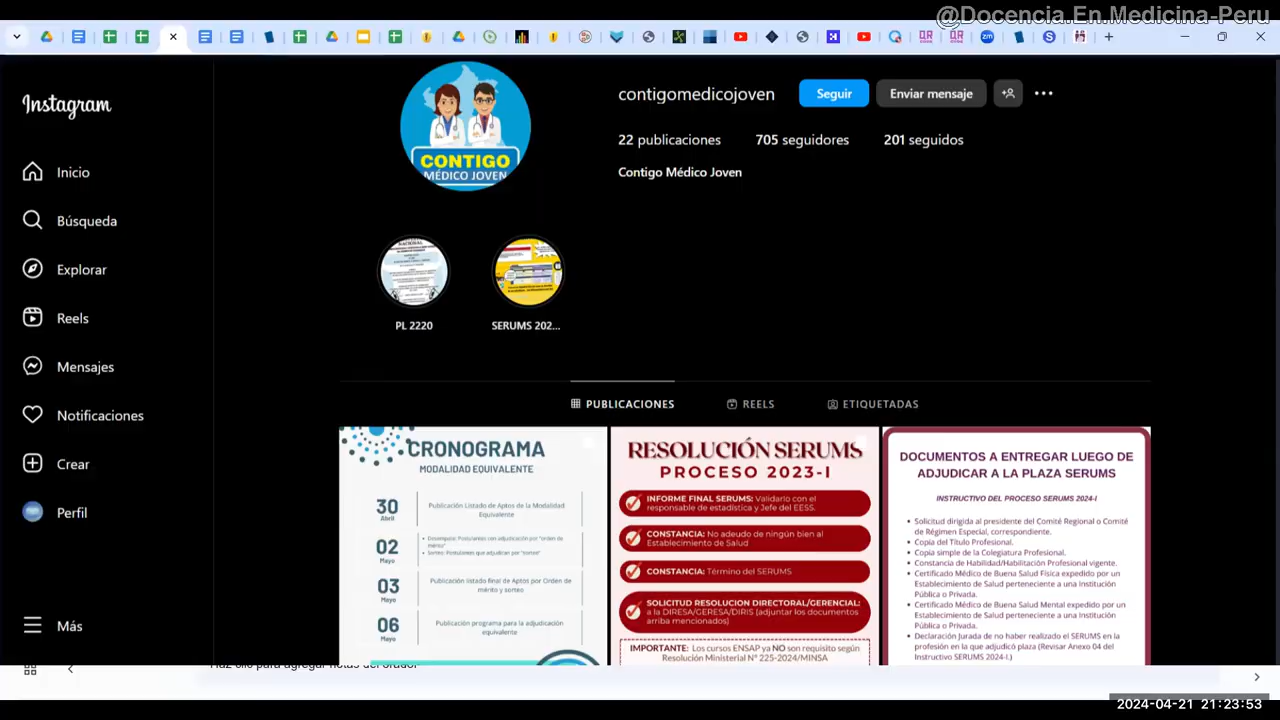 @Docencia.En.Medicina-Peru
Instagram
Inicio
Búsqueda
Explorar
Reels
Mensajes
Notificaciones
Crear
Perfil
Más
CONTIGO
MÉDICO JOVEN
contigomedicojoven
Seguir
Enviar mensaje
22 publicaciones
705 seguidores
201 seguidos
Contigo Médico Joven
PL 2220
SERUMS 202...
PUBLICACIONES
REELS
ETIQUETADAS
CRONOGRAMA
MODALIDAD EQUIVALENTE
30
Abril
Publicación Listado de Aptos de la Modalidad
Equivalente
02
Mayo
03
Mayo
Publicación listado final de Aptos por Orden de
mérito y sorteo
06
Mayo
Publicación programa para la adjudicación
equivalente
RESOLUCIÓN SERUMS
PROCESO 2023-I
INFORME FINAL SERUMS: Validarlo con el
responsable de estadística y Jefe del EESS.
CONSTANCIA: No adeudo de ningún bien al
Establecimiento de Salud
CONSTANCIA: Término del SERUMS
SOLICITUD RESOLUCION DIRECTORAL/GERENCIAL:
a la DIRESA/GERESA/DIRIS (adjuntar los documentos
arriba mencionados)
IMPORTANTE: Los cursos ENSAP ya NO son requisito según
Resolución Ministerial N° 225-2024/MINSA
DOCUMENTOS A ENTREGAR LUEGO DE
ADJUDICAR A LA PLAZA SERUMS
INSTRUCTIVO DEL PROCESO SERUMS 2024-I
• Solicitud dirigida al presidente del Comité Regional o Comité
de Régimen Especial, correspondiente.
• Copia del Título Profesional.
• Copia simple de la Colegiatura Profesional.
• Constancia de Habilidad/Habilitación Profesional vigente.
• Certificado Médico de Buena Salud Física expedido por un
Establecimiento de Salud perteneciente a una Institución
Pública o Privada.
• Certificado Médico de Buena Salud Mental expedido por un
Establecimiento de Salud perteneciente a una Institución
Pública o Privada.
• Declaración Jurada de no haber realizado el SERUMS en la
profesión en la que adjudicó plaza (Revisar Anexo 04 del
Instructivo SERUMS 2024-I.)
Haz clic para agregar notas del orador
2024-04-21 21:23:53